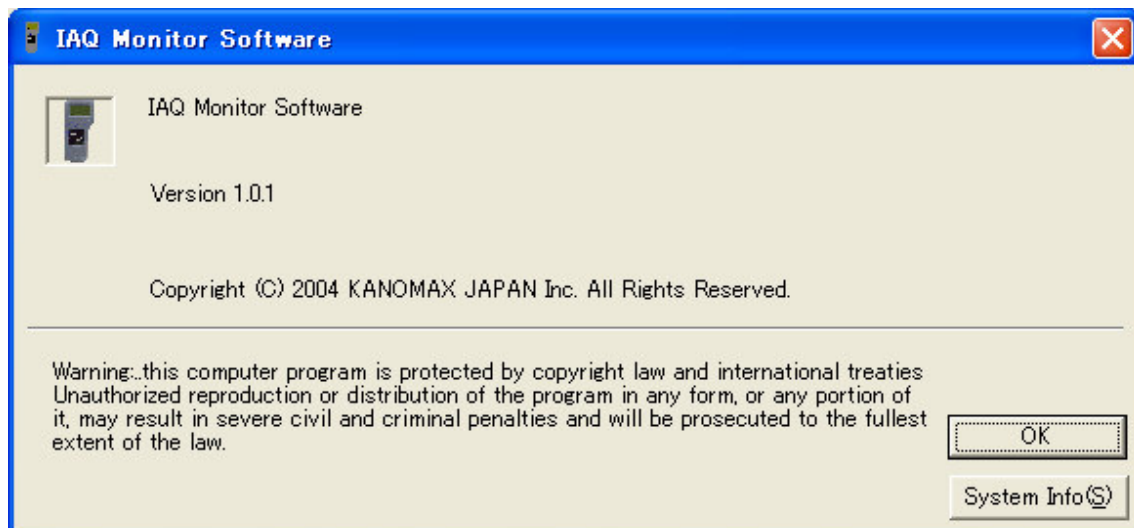 IAQ Monitor Software
IAQ Monitor Software
Version 1.0.1
Copyright (C) 2004 KANOMAX JAPAN Inc. All Rights Reserved.
Warning:..this computer program is protected by copyright law and international treaties
Unauthorized reproduction or distribution of the program in any form, or any portion of
it, may result in severe civil and criminal penalties and will be prosecuted to the fullest
extent of the law.
OK
System Info(S)